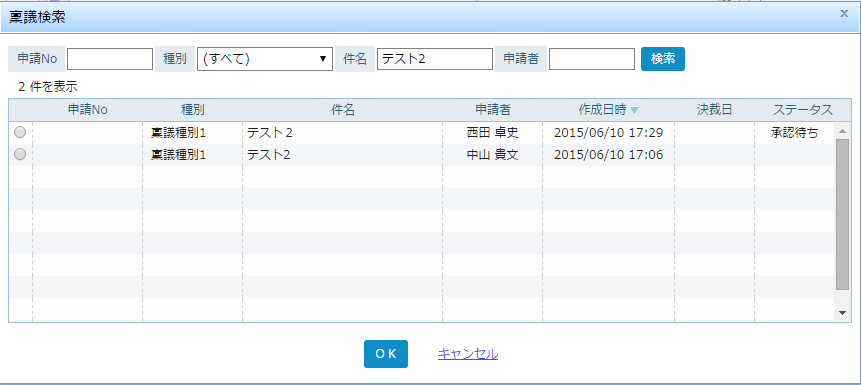 稟議検索 x
申請No 種別 (すべて) ▼ 件名 テスト2 申請者 検索
2 件を表示
申請No 種別 件名 申請者 作成日時 決裁日 ステータス
稟議種別1 テスト２ 西田 卓史 2015/06/10 17:29 承認待ち
稟議種別1 テスト2 中山 貴文 2015/06/10 17:06
ＯＫ キャンセル